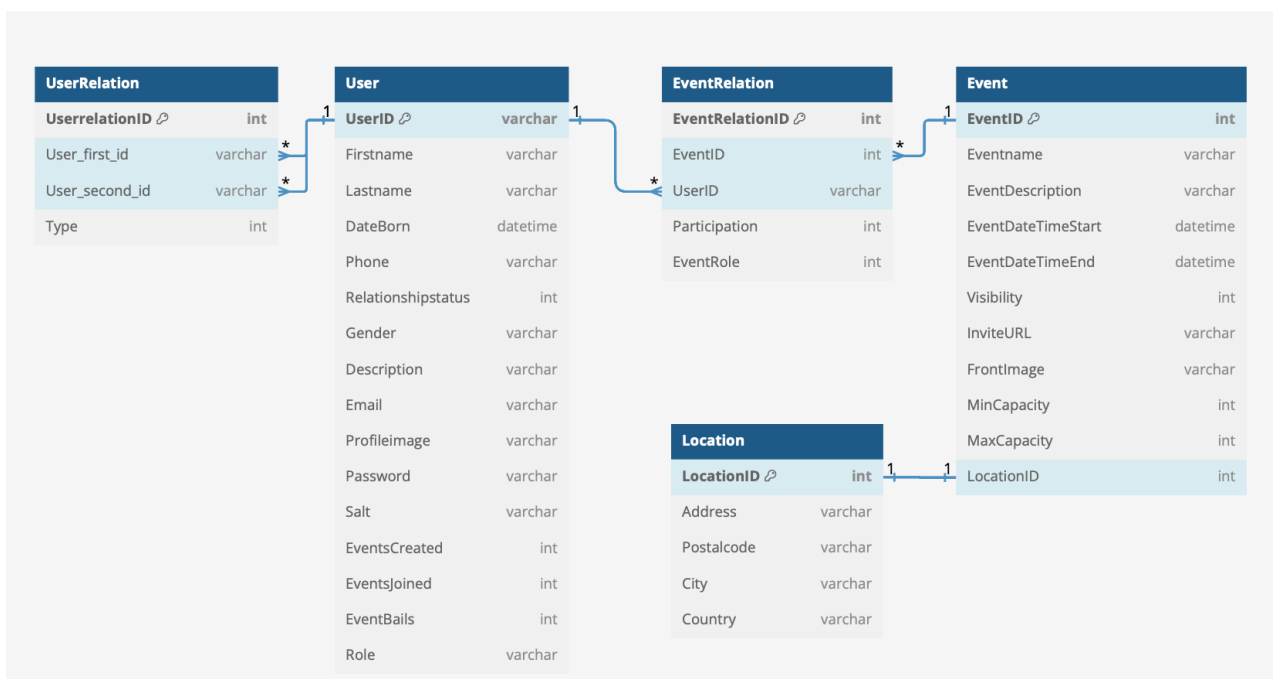 UserRelation
UserrelationID int
User_first_id varchar
User_second_id varchar
Type int
1
*
*
User
UserID varchar
Firstname varchar
Lastname varchar
DateBorn datetime
Phone varchar
Relationshipstatus int
Gender varchar
Description varchar
Email varchar
Profileimage varchar
Password varchar
Salt varchar
EventsCreated int
EventsJoined int
EventBails int
Role varchar
1
*
EventRelation
EventRelationID int
EventID int
UserID varchar
Participation int
EventRole int
*
1
Event
EventID int
Eventname varchar
EventDescription varchar
EventDateTimeStart datetime
EventDateTimeEnd datetime
Visibility int
InviteURL varchar
FrontImage varchar
MinCapacity int
MaxCapacity int
LocationID int
Location
LocationID int
Address varchar
Postalcode varchar
City varchar
Country varchar
1
1